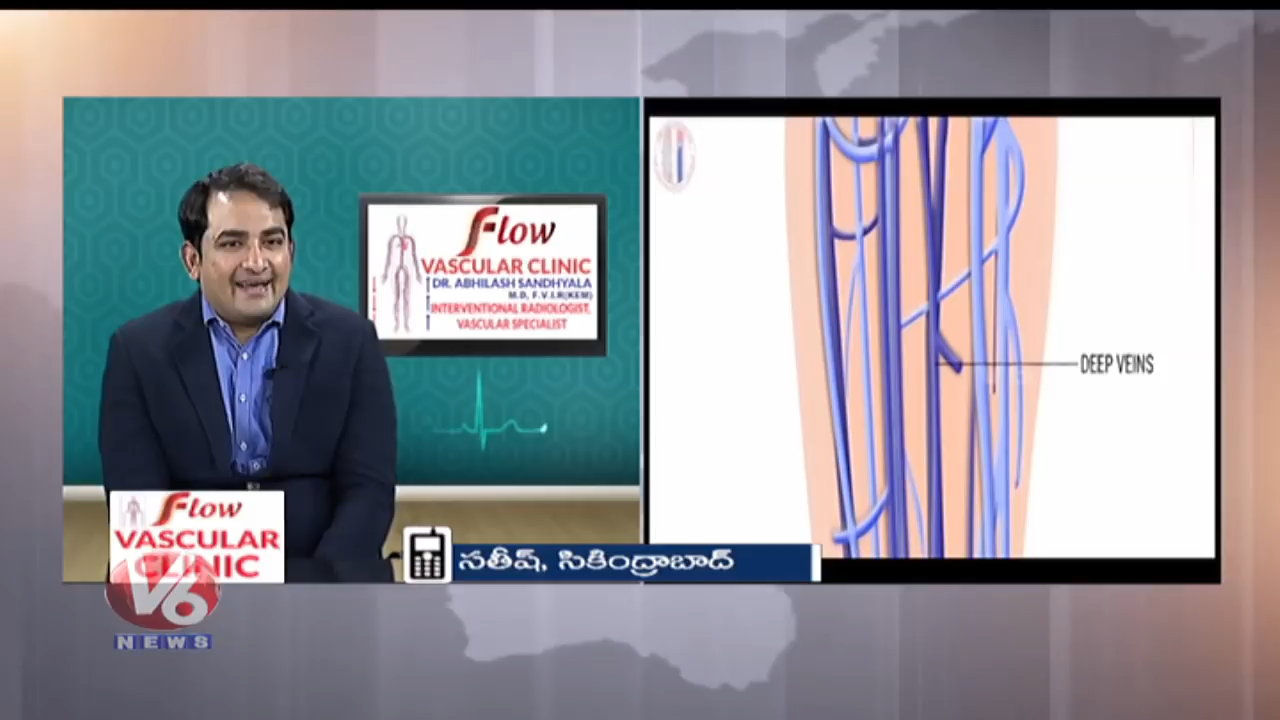 Flow
VASCULAR CLINIC
DR. ABHILASH SANDHYALA
M.D, F.V.I.R(KEM)
INTERVENTIONAL RADIOLOGIST,
VASCULAR SPECIALIST
DEEP VEINS
Flow
VASCULAR
CLINIC
సతీష్, సికింద్రాబాద్
V6
NEWS